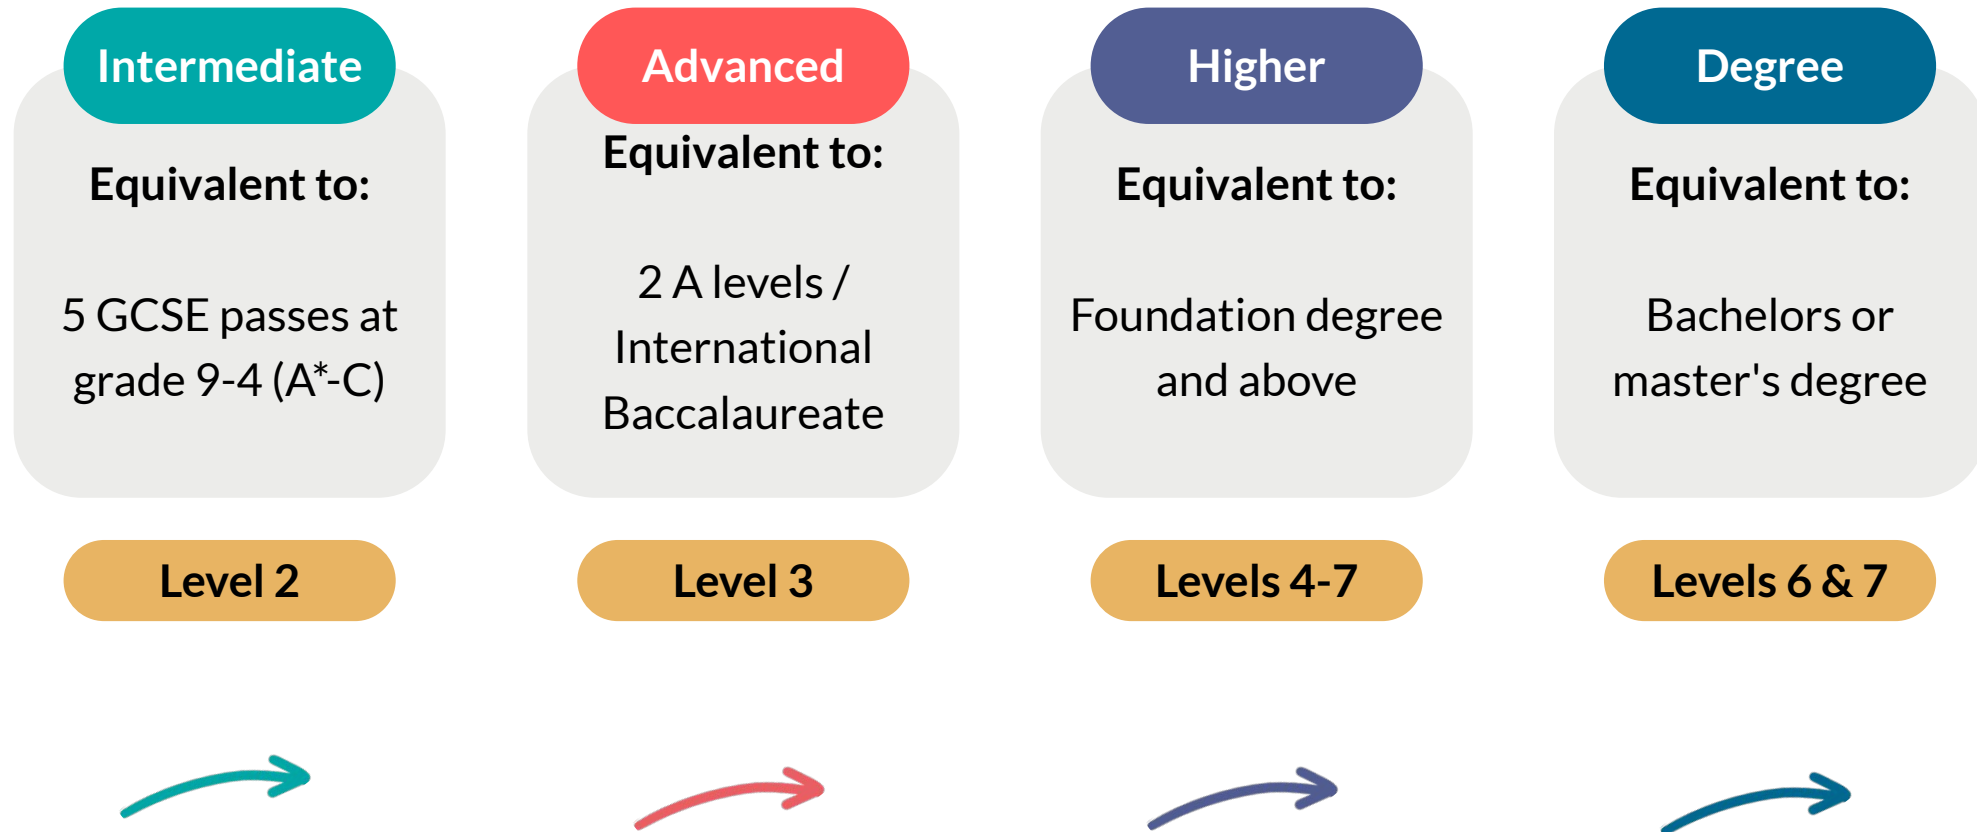 Intermediate
Equivalent to:
5 GCSE passes at
grade 9-4 (A*-C)
Level 2
Advanced
Equivalent to:
2 A levels /
International
Baccalaureate
Level 3
Higher
Equivalent to:
Foundation degree
and above
Levels 4-7
Degree
Equivalent to:
Bachelors or
master's degree
Levels 6 & 7